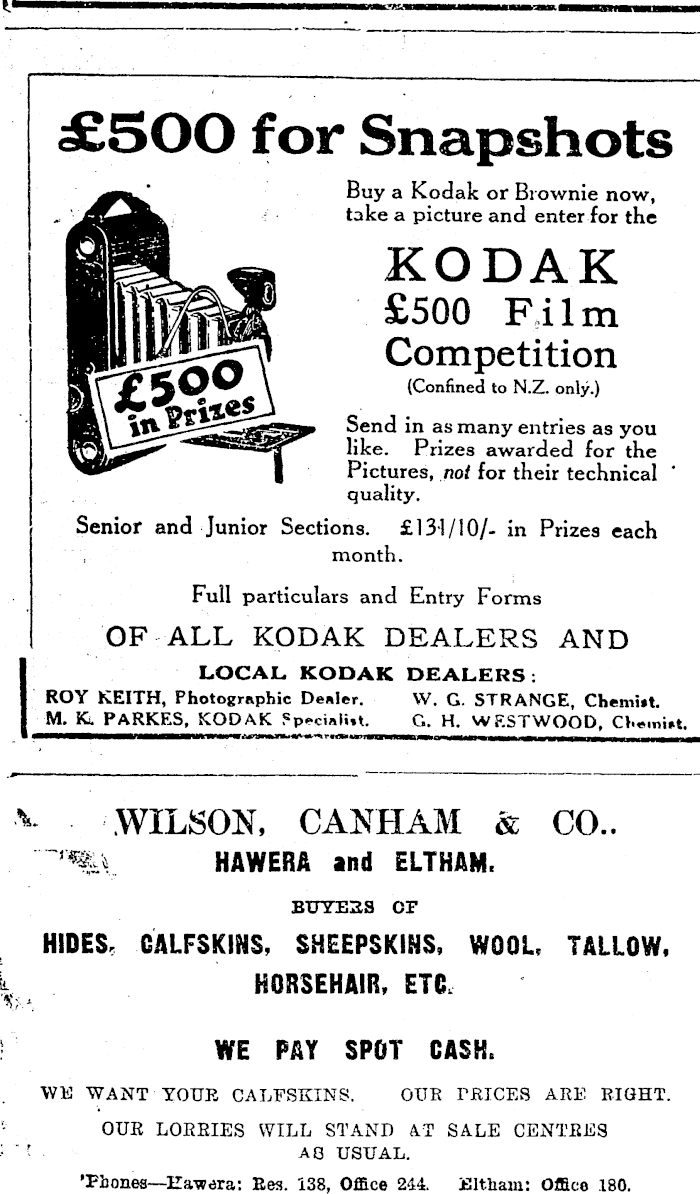 £500 for Snapshots
Buy a Kodak or Brownie now,
take a picture and enter for the
KODAK
£500 Film
Competition
(Confined to N.Z. only.)
£500
in Prizes
Send in as many entries as you
like. Prizes awarded for the
Pictures, not for their technical
quality.
Senior and Junior Sections. £131/10/- in Prizes each
month.
Full particulars and Entry Forms
OF ALL KODAK DEALERS AND
LOCAL KODAK DEALERS:
ROY KEITH, Photographic Dealer. W. G. STRANGE, Chemist.
M. K. PARKES, KODAK Specialist. G. H. WESTWOOD, Chemist.
WILSON, CANHAM & CO..
HAWERA and ELTHAM.
BUYERS OF
HIDES, CALFSKINS, SHEEPSKINS, WOOL, TALLOW,
HORSEHAIR, ETC.
WE PAY SPOT CASH.
WE WANT YOUR CALFSKINS. OUR PRICES ARE RIGHT.
OUR LORRIES WILL STAND AT SALE CENTRES
AS USUAL.
'Phones—Hawera: Res. 138, Office 244. Eltham: Office 180.